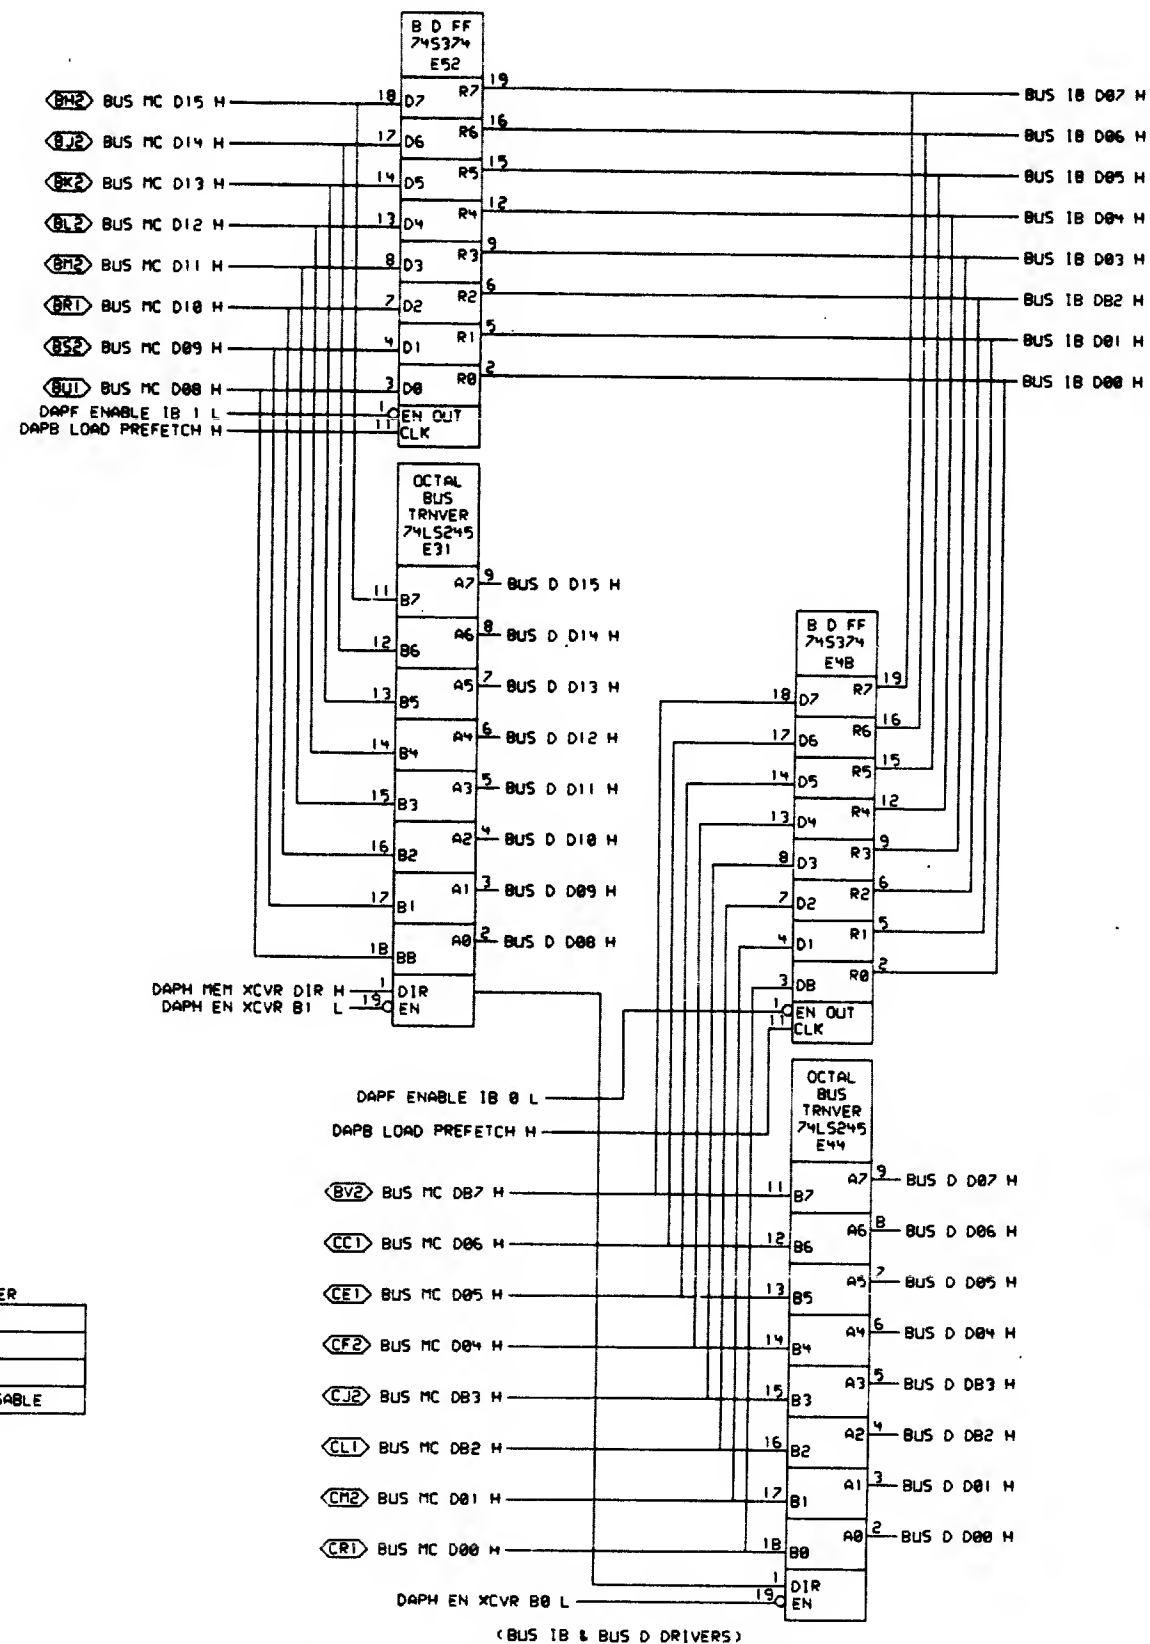 B D FF
74S374
E52
BH2 BUS MC D15 H 18 D7 R7 19 BUS IB D07 H
BJ2 BUS MC D14 H 17 D6 R6 16 BUS IB D06 H
BK2 BUS MC D13 H 14 D5 R5 15 BUS IB D05 H
BL2 BUS MC D12 H 13 D4 R4 12 BUS IB D04 H
BM2 BUS MC D11 H 8 D3 R3 9 BUS IB D03 H
BR1 BUS MC D10 H 7 D2 R2 6 BUS IB DB2 H
BS2 BUS MC D09 H 4 D1 R1 5 BUS IB D01 H
BU1 BUS MC D08 H 3 D0 R0 2 BUS IB D00 H
DAPF ENABLE IB 1 L 1 EN OUT
DAPB LOAD PREFETCH H 11 CLK
OCTAL
BUS
TRNVER
74LS245
E31
11 B7 A7 9 BUS D D15 H
12 B6 A6 8 BUS D D14 H
13 B5 A5 7 BUS D D13 H
14 B4 A4 6 BUS D D12 H
15 B3 A3 5 BUS D D11 H
16 B2 A2 4 BUS D D10 H
17 B1 A1 3 BUS D D09 H
1B BB A0 2 BUS D D08 H
DAPH MEM XCVR DIR H 1 DIR
DAPH EN XCVR B1 L 19 EN
B D FF
74S374
E4B
18 D7 R7 19
17 D6 R6 16
14 D5 R5 15
13 D4 R4 12
8 D3 R3 9
7 D2 R2 6
4 D1 R1 5
3 DB R0 2
1 EN OUT
11 CLK
DAPF ENABLE IB 0 L
DAPB LOAD PREFETCH H
OCTAL
BUS
TRNVER
74LS245
E44
BV2 BUS MC DB7 H 11 B7 A7 9 BUS D D07 H
CC1 BUS MC D06 H 12 B6 A6 B BUS D D06 H
CE1 BUS MC D05 H 13 B5 A5 7 BUS D D05 H
CF2 BUS MC D04 H 14 B4 A4 6 BUS D D04 H
CJ2 BUS MC DB3 H 15 B3 A3 5 BUS D DB3 H
CL1 BUS MC DB2 H 16 B2 A2 4 BUS D DB2 H
CM2 BUS MC D01 H 17 B1 A1 3 BUS D D01 H
CR1 BUS MC D00 H 1B B0 A0 2 BUS D D00 H
1 DIR
DAPH EN XCVR B0 L 19 EN
(BUS IB & BUS D DRIVERS)
ER
SABLE